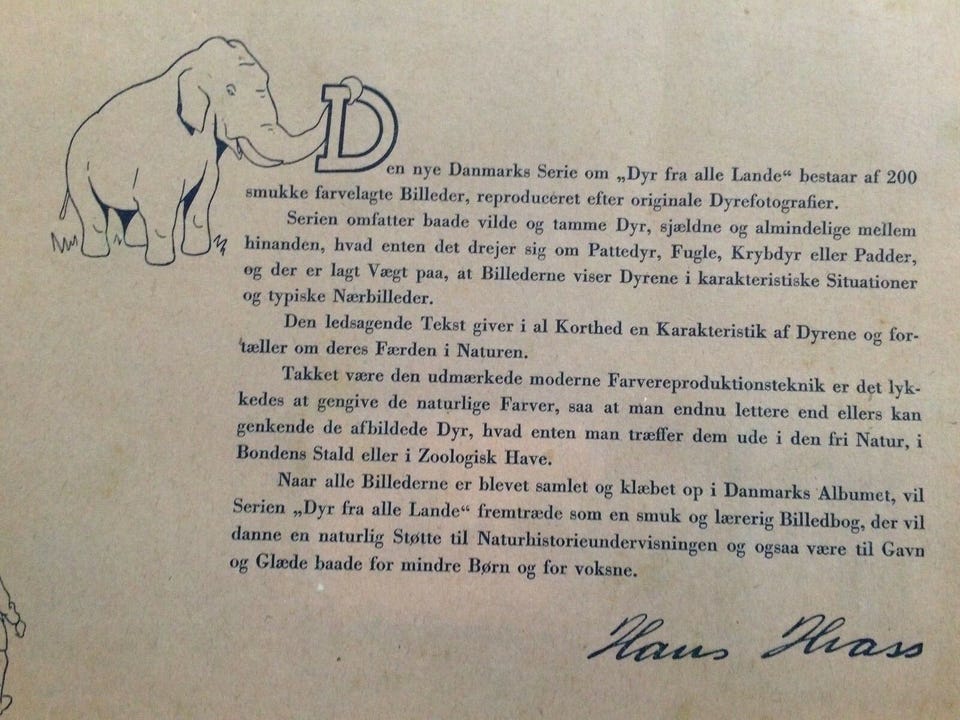 Den nye Danmarks Serie om „Dyr fra alle Lande“ bestaar af 200
smukke farvelagte Billeder, reproduceret efter originale Dyrefotografier.
Serien omfatter baade vilde og tamme Dyr, sjældne og almindelige mellem
hinanden, hvad enten det drejer sig om Pattedyr, Fugle, Krybdyr eller Padder,
og der er lagt Vægt paa, at Billederne viser Dyrene i karakteristiske Situationer
og typiske Nærbilleder.
Den ledsagende Tekst giver i al Korthed en Karakteristik af Dyrene og for-
tæller om deres Færden i Naturen.
Takket være den udmærkede moderne Farvereproduktionsteknik er det lyk-
kedes at gengive de naturlige Farver, saa at man endnu lettere end ellers kan
genkende de afbildede Dyr, hvad enten man træffer dem ude i den fri Natur, i
Bondens Stald eller i Zoologisk Have.
Naar alle Billederne er blevet samlet og klæbet op i Danmarks Albumet, vil
Serien „Dyr fra alle Lande“ fremtræde som en smuk og lærerig Billedbog, der vil
danne en naturlig Støtte til Naturhistorieundervisningen og ogsaa være til Gavn
og Glæde baade for mindre Børn og for voksne.
Hans Hvass